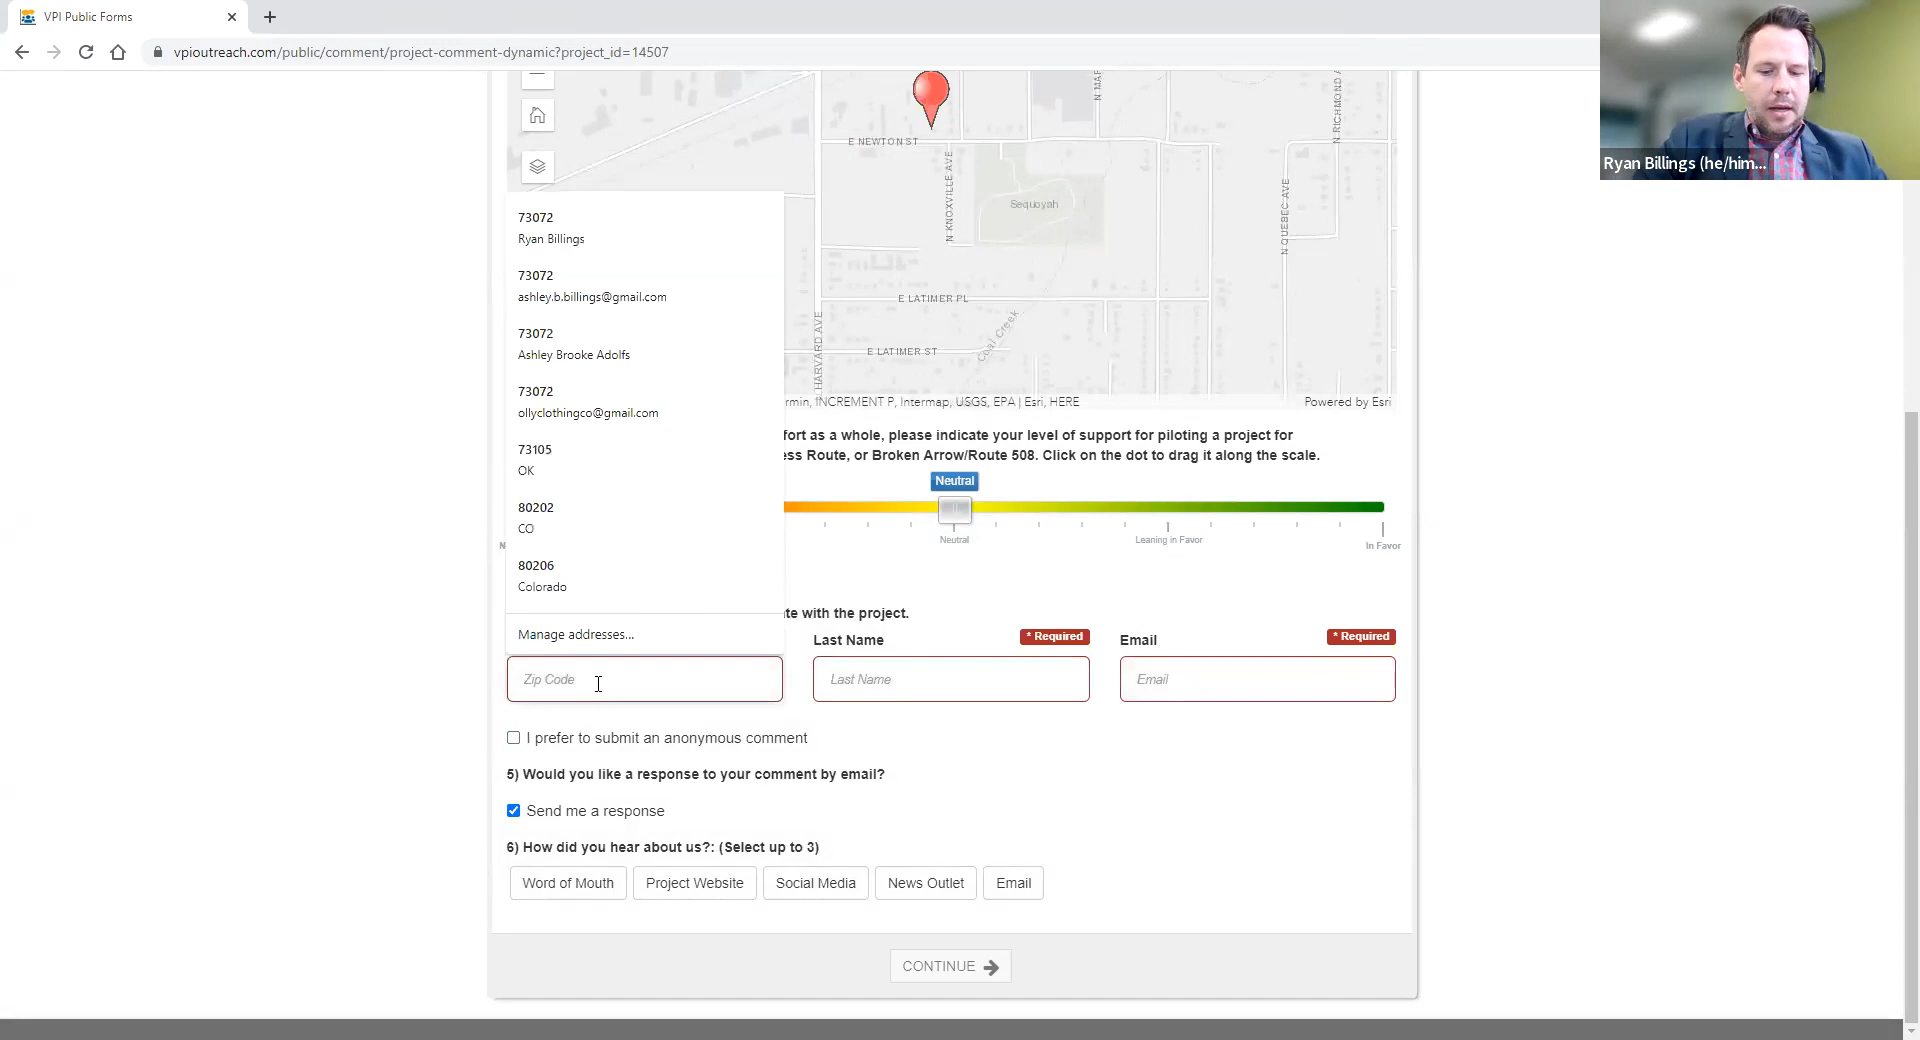 VPI Public Forms
vpioutreach.com/public/comment/project-comment-dynamic?project_id=14507
Ryan Billings (he/him...
E NEWTON ST
N KNOXVILLE AVE
N MAR
N RICHMOND A
N QUEBEC AVE
Sequoyah
E LATIMER PL
HARVARD AVE
E LATIMER ST
Coal Creek
73072
Ryan Billings
73072
ashley.b.billings@gmail.com
73072
Ashley Brooke Adolfs
73072
ollyclothingco@gmail.com
73105
OK
80202
CO
80206
Colorado
Manage addresses...
rmin, INCREMENT P, Intermap, USGS, EPA | Esri, HERE
Powered by Esri
fort as a whole, please indicate your level of support for piloting a project for
ess Route, or Broken Arrow/Route 508. Click on the dot to drag it along the scale.
Neutral
N
Neutral
Leaning in Favor
In Favor
te with the project.
Last Name
* Required
Email
* Required
Zip Code
Last Name
Email
I prefer to submit an anonymous comment
5) Would you like a response to your comment by email?
Send me a response
6) How did you hear about us?: (Select up to 3)
Word of Mouth
Project Website
Social Media
News Outlet
Email
CONTINUE